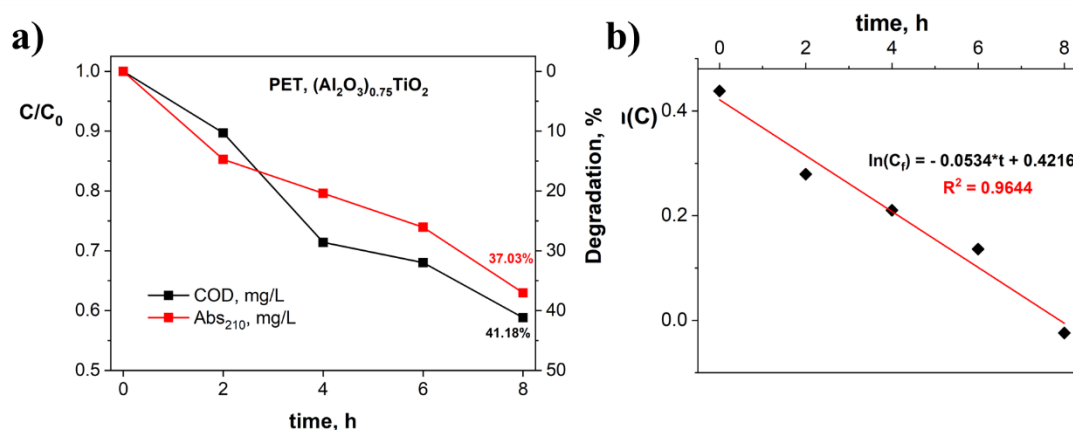 a)
PET, (Al₂O₃)₀.₇₅TiO₂
C/C₀
1.0
0.9
0.8
0.7
0.6
0.5
0
10
20
30
40
50
Degradation, %
37.03%
41.18%
COD, mg/L
Abs₂₁₀, mg/L
0 2 4 6 8
time, h
b)
time, h
0 2 4 6 8
(C)
0.4
0.2
0.0
ln(C_f) = - 0.0534*t + 0.4216
R² = 0.9644